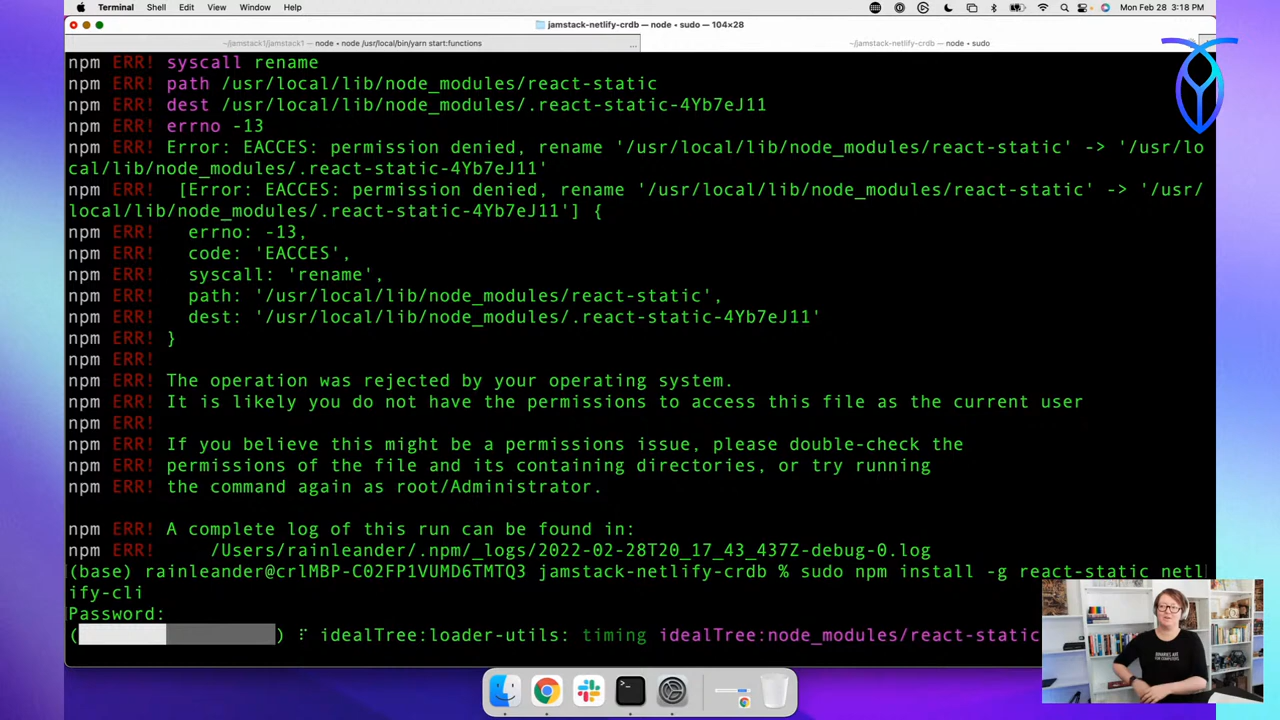 Terminal Shell Edit View Window Help Mon Feb 28 3:18 PM
jamstack-netlify-crdb — node • sudo — 104×28
~/jamstack1/jamstack1 — node • node /usr/local/bin/yarn start:functions ... ~/jamstack-netlify-crdb — node • sudo
npm ERR! syscall rename
npm ERR! path /usr/local/lib/node_modules/react-static
npm ERR! dest /usr/local/lib/node_modules/.react-static-4Yb7eJ11
npm ERR! errno -13
npm ERR! Error: EACCES: permission denied, rename '/usr/local/lib/node_modules/react-static' -> '/usr/lo
cal/lib/node_modules/.react-static-4Yb7eJ11'
npm ERR!  [Error: EACCES: permission denied, rename '/usr/local/lib/node_modules/react-static' -> '/usr/
local/lib/node_modules/.react-static-4Yb7eJ11'] {
npm ERR!   errno: -13,
npm ERR!   code: 'EACCES',
npm ERR!   syscall: 'rename',
npm ERR!   path: '/usr/local/lib/node_modules/react-static',
npm ERR!   dest: '/usr/local/lib/node_modules/.react-static-4Yb7eJ11'
npm ERR! }
npm ERR!
npm ERR! The operation was rejected by your operating system.
npm ERR! It is likely you do not have the permissions to access this file as the current user
npm ERR!
npm ERR! If you believe this might be a permissions issue, please double-check the
npm ERR! permissions of the file and its containing directories, or try running
npm ERR! the command again as root/Administrator.
npm ERR! A complete log of this run can be found in:
npm ERR!     /Users/rainleander/.npm/_logs/2022-02-28T20_17_43_437Z-debug-0.log
(base) rainleander@crlMBP-C02FP1VUMD6TMTQ3 jamstack-netlify-crdb % sudo npm install -g react-static netl
ify-cli
Password:
( ) ⠏ idealTree:loader-utils: timing idealTree:node_modules/react-static
BINARIES ARE
FOR COMPUTERS